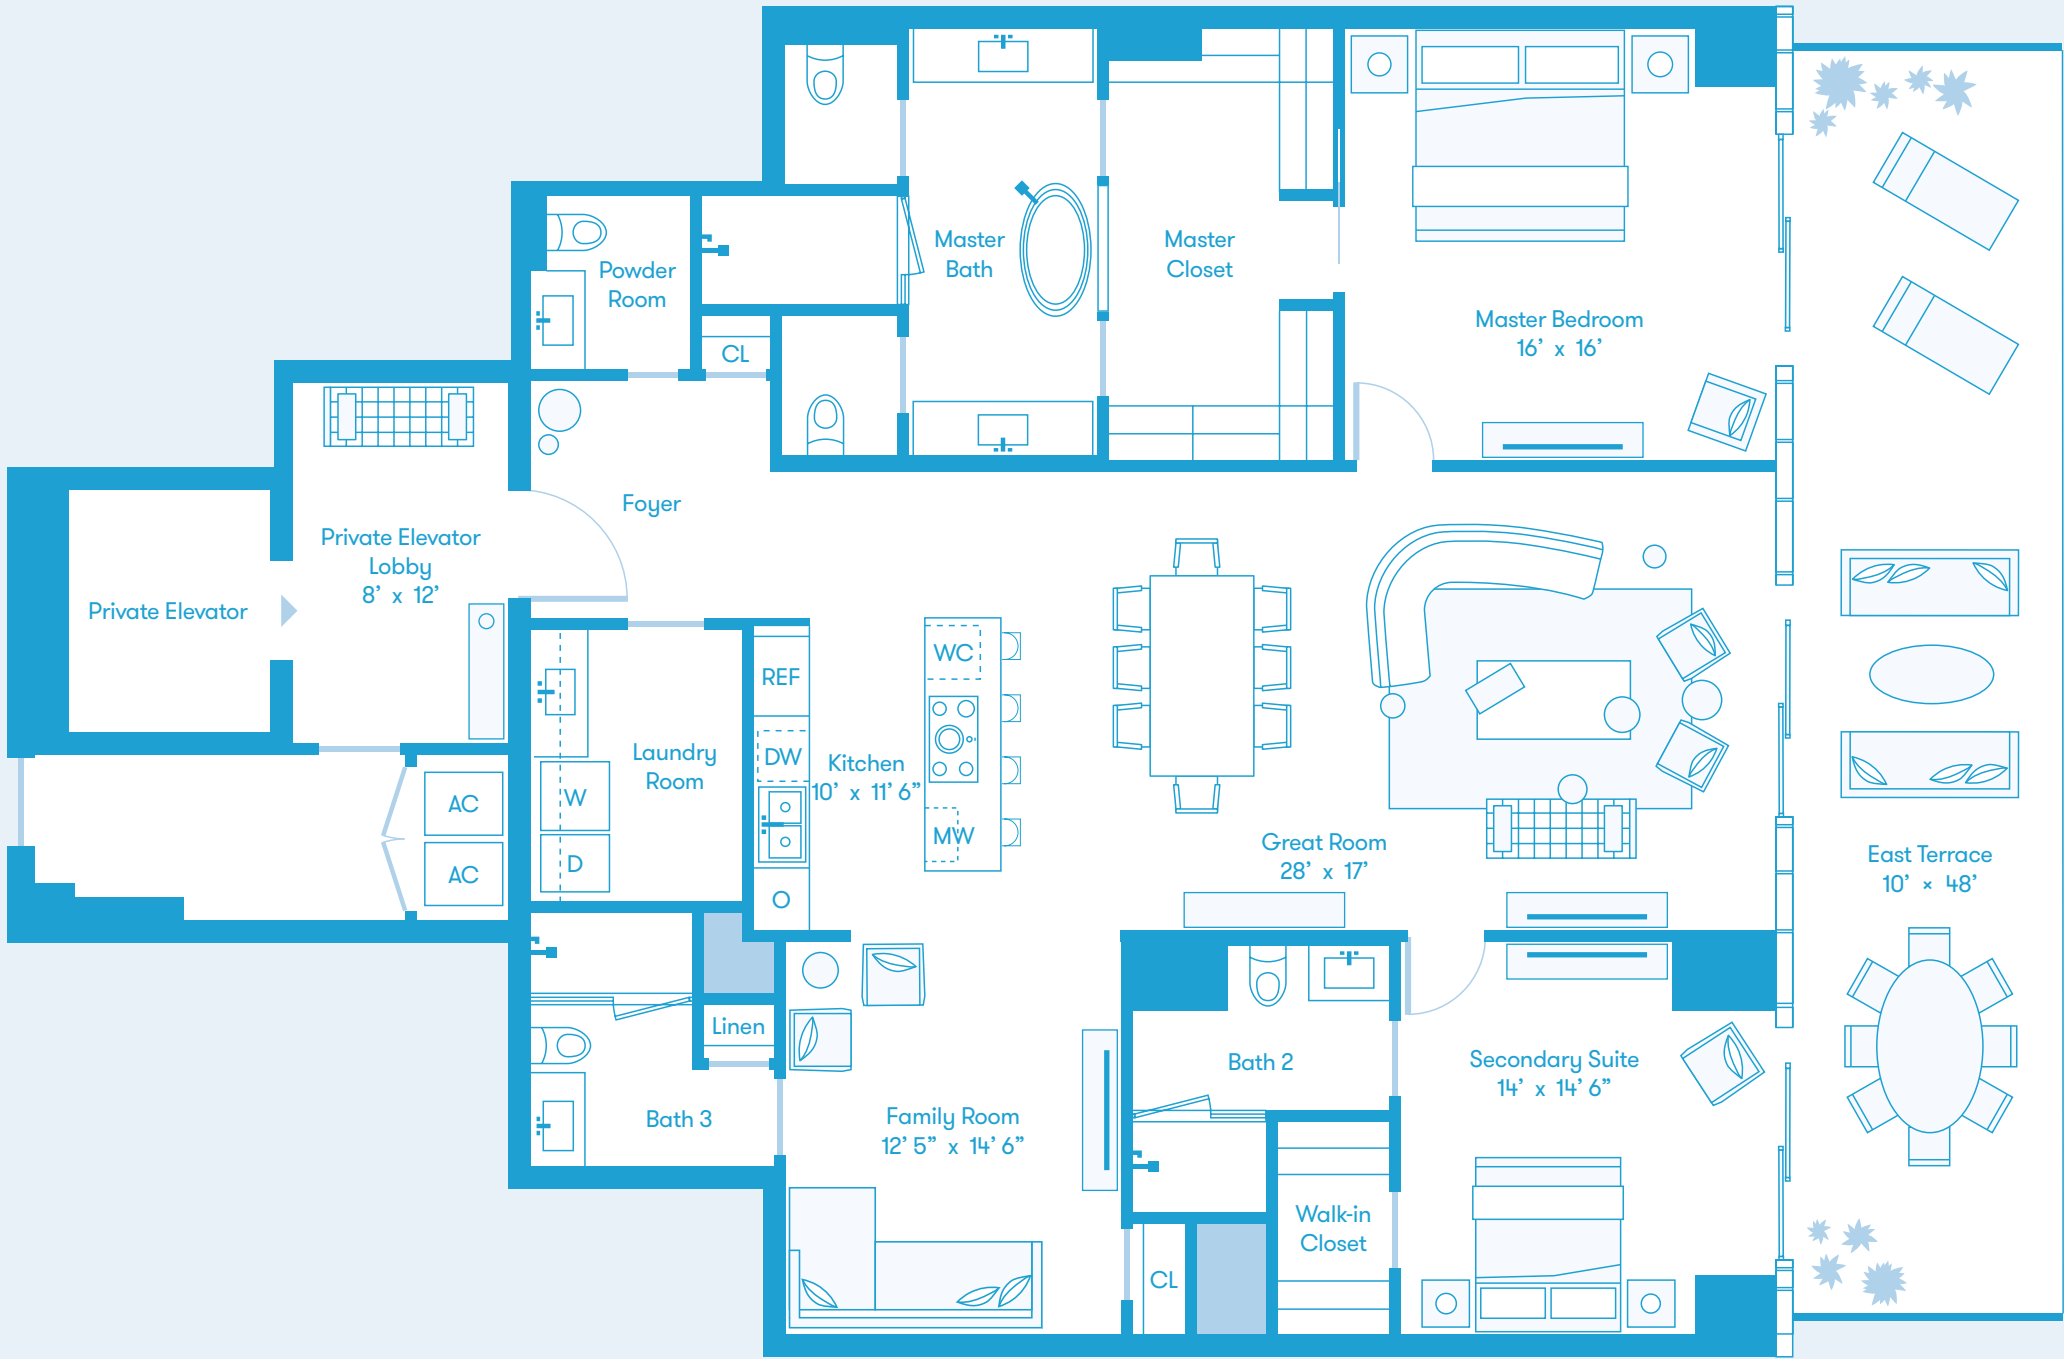 Master
Bath
Master
Closet
Powder
Room
CL
Master Bedroom
16’ x 16’
Foyer
Private Elevator
Lobby
8’ x 12’
Private Elevator
WC
REF
DW
Kitchen
10’ x 11’ 6”
MW
O
Laundry
Room
W
D
AC
AC
Great Room
28’ x 17’
East Terrace
10’ × 48’
Linen
Bath 3
Family Room
12’ 5” x 14’ 6”
Bath 2
Secondary Suite
14’ x 14’ 6”
Walk-in
Closet
CL